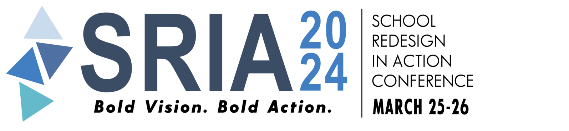 SRIA 2024
Bold Vision. Bold Action.
SCHOOL
REDESIGN
IN ACTION
CONFERENCE
MARCH 25-26